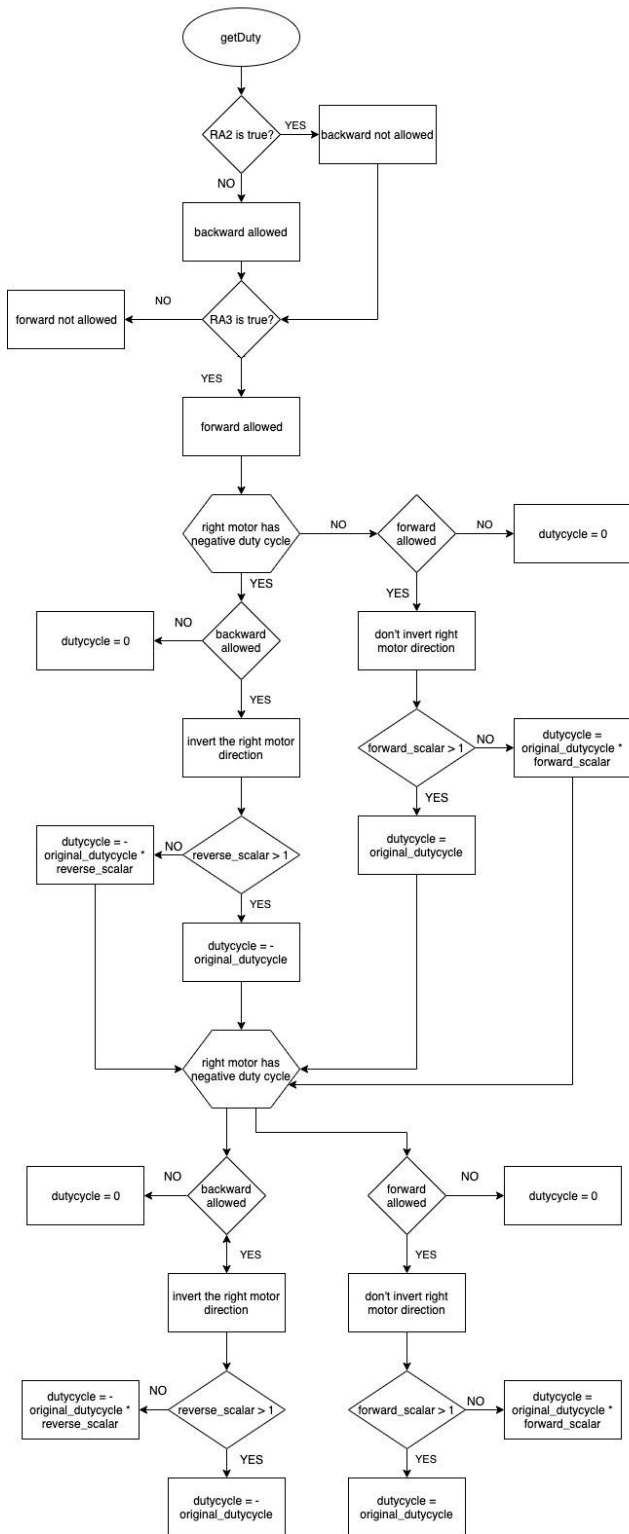 getDuty
RA2 is true?
YES
backward not allowed
NO
backward allowed
NO
forward not allowed
RA3 is true?
YES
forward allowed
right motor has
negative duty cycle
NO
forward
allowed
NO
dutycycle = 0
YES
YES
dutycycle = 0
NO
backward
allowed
don't invert right
motor direction
YES
invert the right motor
direction
forward_scalar > 1
NO
dutycycle =
original_dutycycle *
forward_scalar
YES
dutycycle =
original_dutycycle
dutycycle = -
original_dutycycle *
reverse_scalar
NO
reverse_scalar > 1
YES
dutycycle = -
original_dutycycle
right motor has
negative duty cycle
dutycycle = 0
NO
backward
allowed
forward
allowed
NO
dutycycle = 0
YES
YES
invert the right motor
direction
don't invert right
motor direction
dutycycle = -
original_dutycycle *
reverse_scalar
NO
reverse_scalar > 1
forward_scalar > 1
NO
dutycycle =
original_dutycycle *
forward_scalar
YES
YES
dutycycle = -
original_dutycycle
dutycycle =
original_dutycycle